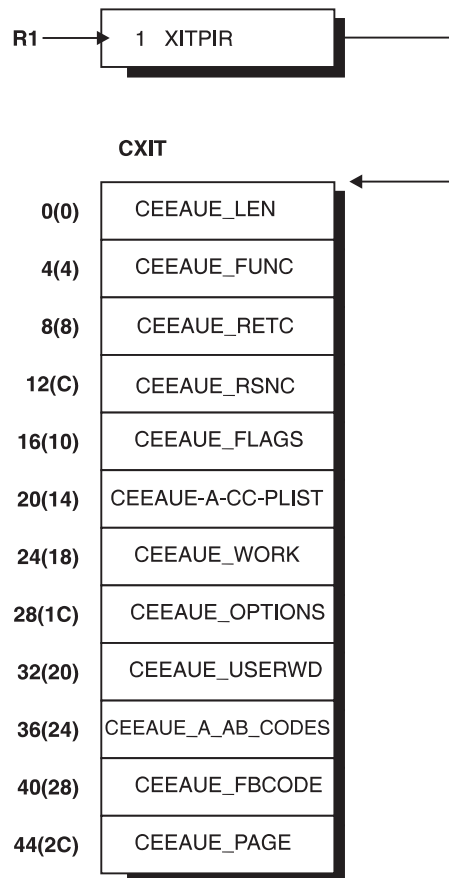 R1 1 XITPIR
CXIT
0(0) CEEAUE_LEN
4(4) CEEAUE_FUNC
8(8) CEEAUE_RETC
12(C) CEEAUE_RSNC
16(10) CEEAUE_FLAGS
20(14) CEEAUE-A-CC-PLIST
24(18) CEEAUE_WORK
28(1C) CEEAUE_OPTIONS
32(20) CEEAUE_USERWD
36(24) CEEAUE_A_AB_CODES
40(28) CEEAUE_FBCODE
44(2C) CEEAUE_PAGE